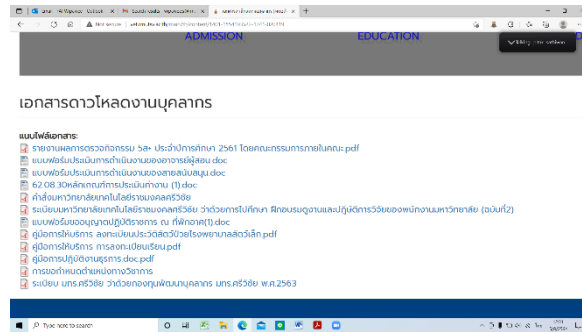 Not secure
ADMISSION
EDUCATION
เอกสารดาวโหลดงานบุคลากร
แนบไฟล์เอกสาร:
รายงานผลการตรวจกิจกรรม 5ส+ ประจำปีการศึกษา 2561 โดยคณะกรรมการภายในคณะ.pdf
แบบฟอร์มประเมินการดำเนินงานของอาจารย์ผู้สอน.doc
แบบฟอร์มประเมินการดำเนินงานของสายสนับสนุน.doc
62.08.30หลักเกณฑ์การประเมินค่างาน (1).doc
คำสั่งมหาวิทยาลัยเทคโนโลยีราชมงคลศรีวิชัย
ระเบียบมหาวิทยาลัยเทคโนโลยีราชมงคลศรีวิชัย ว่าด้วยการไปศึกษา ฝึกอบรมดูงานและปฏิบัติการวิจัยของพนักงานมหาวิทยาลัย (ฉบับที่2)
แบบฟอร์มขออนุญาตปฏิบัติราชการ ณ ที่พักอาศัย(1).doc
คู่มือการให้บริการ ลงทะเบียนประวัติสัตว์ป่วยโรงพยาบาลสัตว์เล็ก.pdf
คู่มือการให้บริการ การลงทะเบียนเรียน.pdf
คู่มือการปฏิบัติงานธุรการ.doc.pdf
การขอกำหนดตำแหน่งทางวิชาการ
ระเบียบ มทร.ศรีวิชัย ว่าด้วยกองทุนพัฒนาบุคลากร มทร.ศรีวิชัย พ.ศ.2563
Type here to search